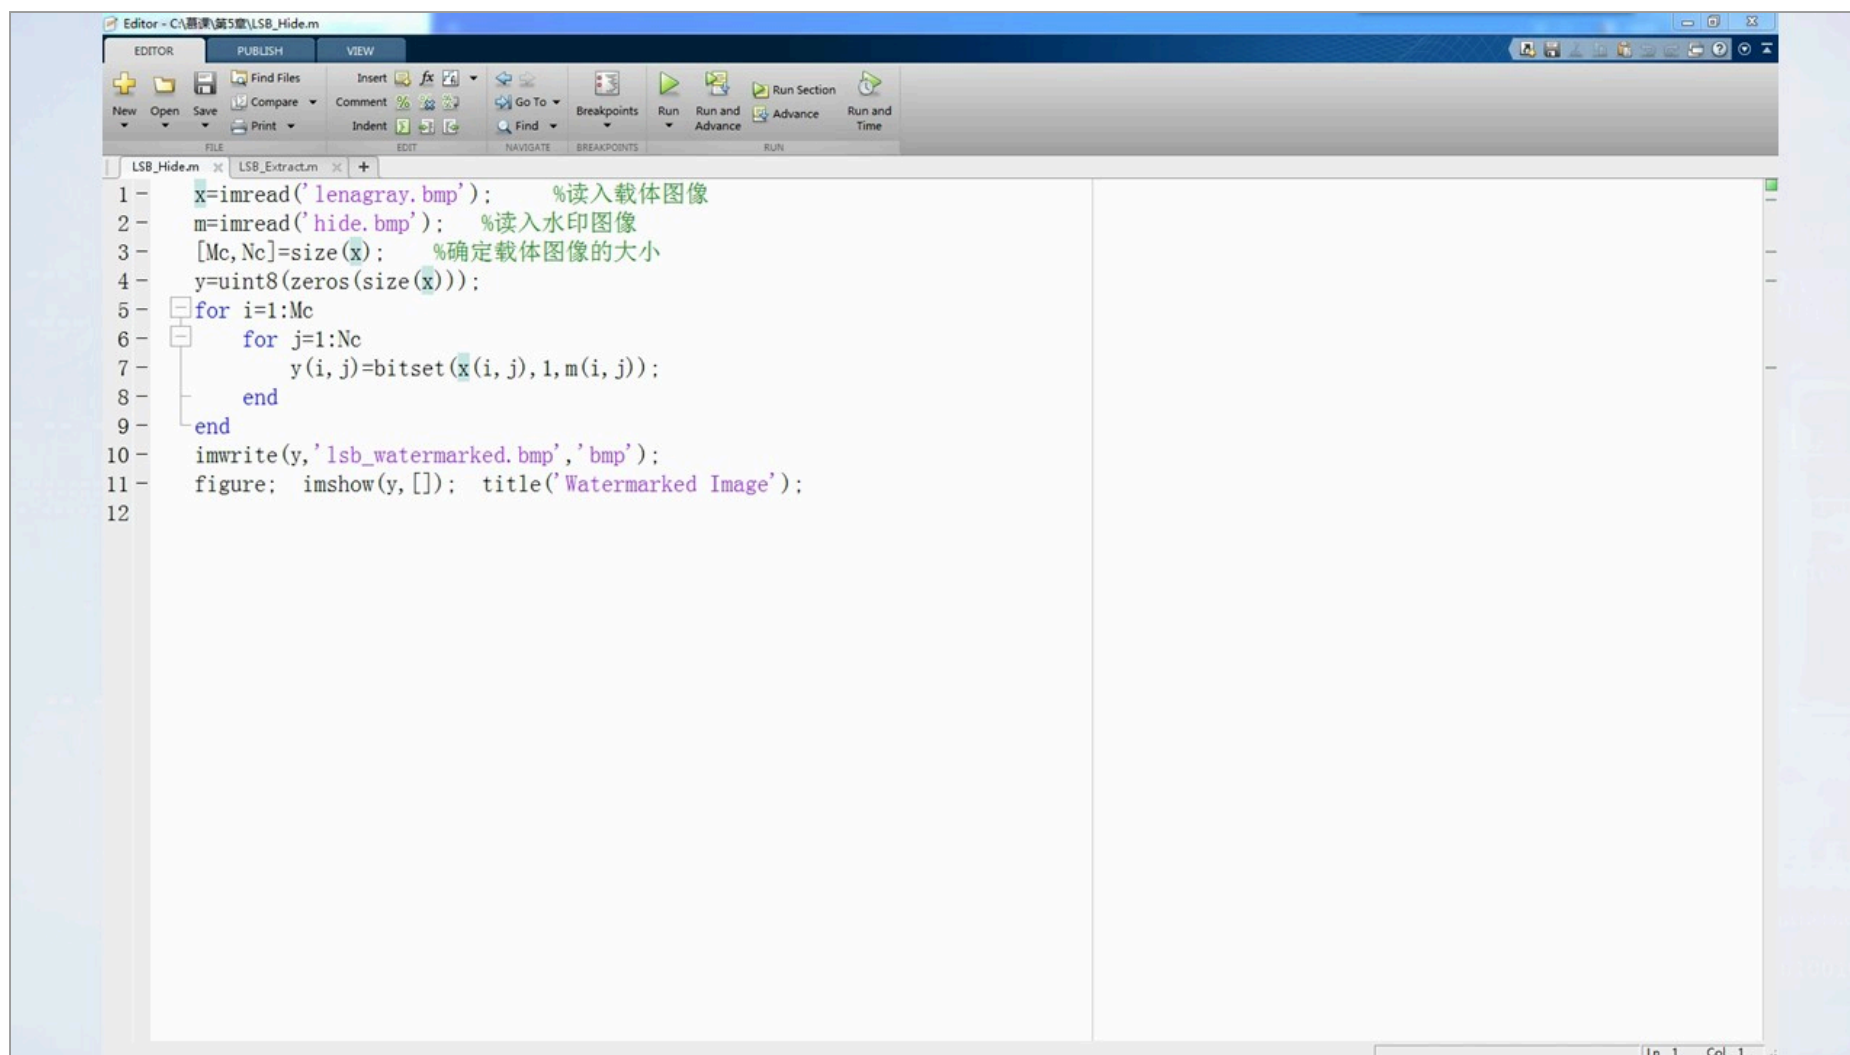 Editor - C:\慕课\第5章\LSB_Hide.m
EDITOR PUBLISH VIEW
Find Files Insert fx
New Open Save Compare Comment % Go To Breakpoints Run Run and Advance Run Section Advance Run and Time
Print Indent Find
FILE EDIT NAVIGATE BREAKPOINTS RUN
LSB_Hide.m LSB_Extract.m +
1 x=imread('lenagray.bmp'); %读入载体图像
2 m=imread('hide.bmp'); %读入水印图像
3 [Mc,Nc]=size(x); %确定载体图像的大小
4 y=uint8(zeros(size(x)));
5 for i=1:Mc
6 for j=1:Nc
7 y(i,j)=bitset(x(i,j),1,m(i,j));
8 end
9 end
10 imwrite(y,'lsb_watermarked.bmp','bmp');
11 figure; imshow(y,[]); title('Watermarked Image');
12
Ln 1 Col 1